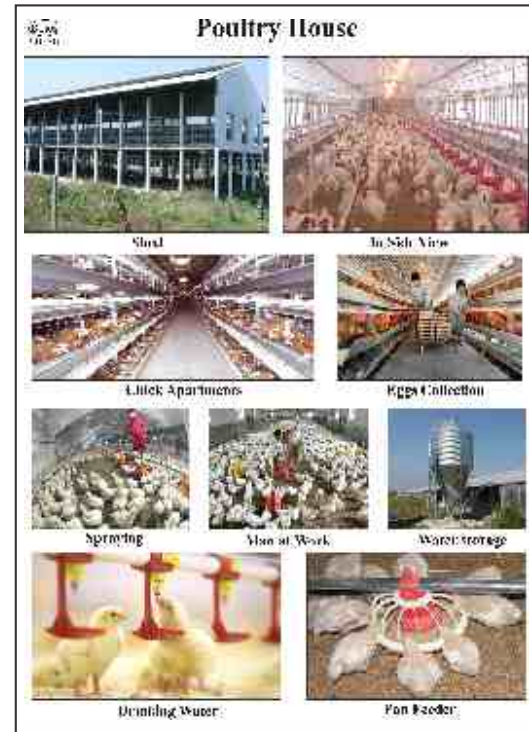 Poultry House
Shed
In Side View
Chick Apartments
Eggs Collection
Spraying
Man at Work
Water Storage
Drinking Water
Pan Feeder